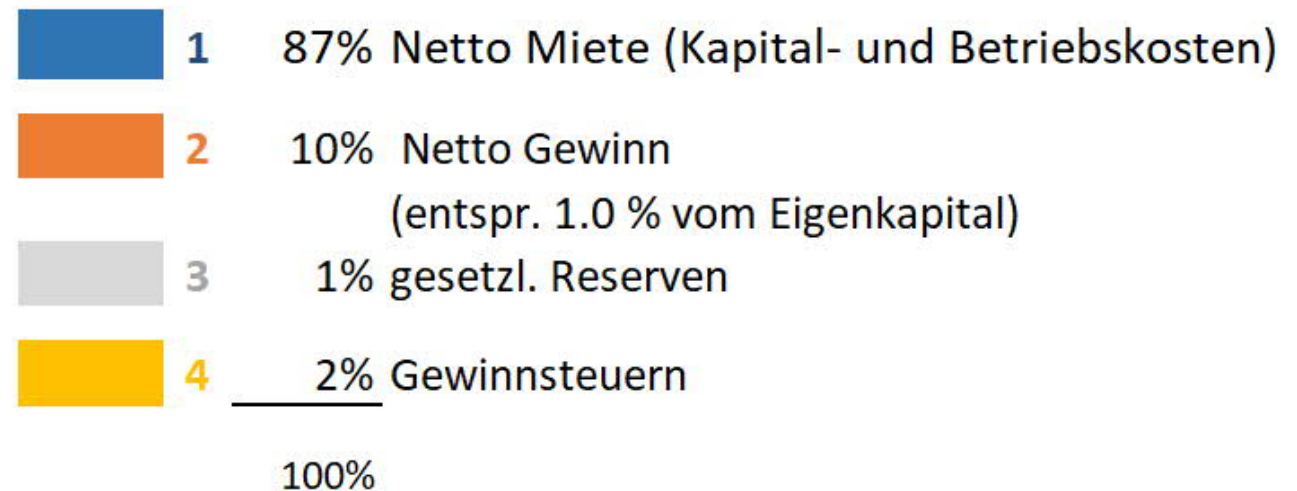 1 87% Netto Miete (Kapital- und Betriebskosten)
2 10% Netto Gewinn
(entspr. 1.0 % vom Eigenkapital)
3 1% gesetzl. Reserven
4 2% Gewinnsteuern
100%